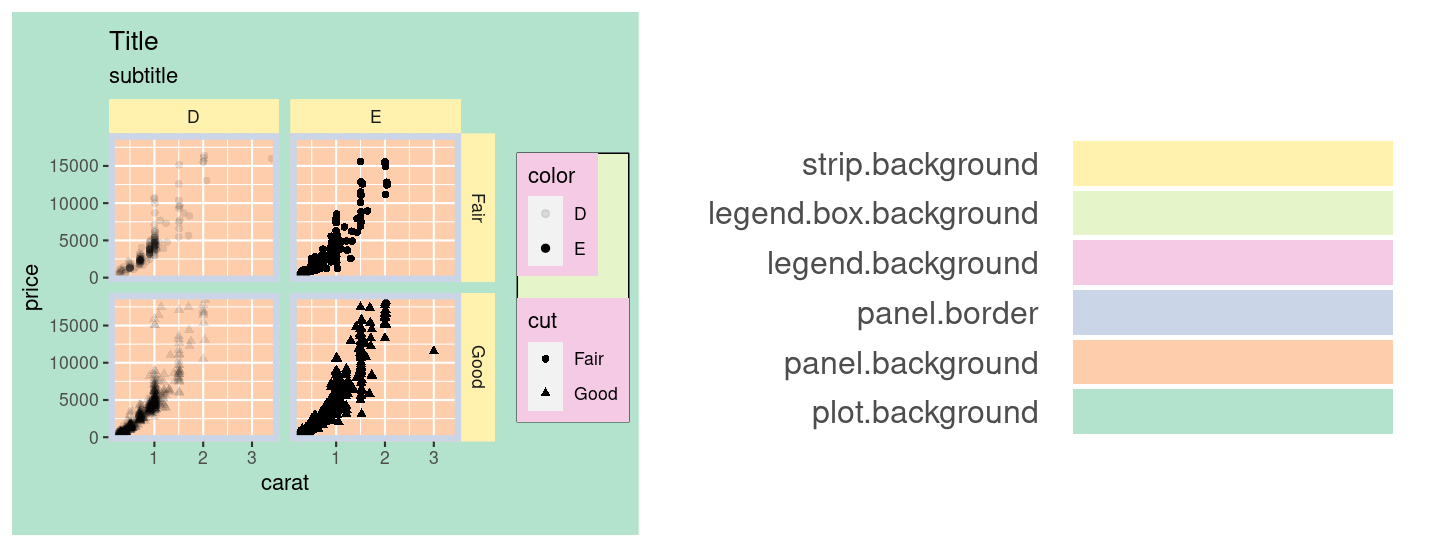 Title
subtitle
D
E
15000
10000
5000
0
Fair
15000
10000
5000
0
Good
1
2
3
1
2
3
price
carat
color
D
E
cut
Fair
Good
strip.background
legend.box.background
legend.background
panel.border
panel.background
plot.background